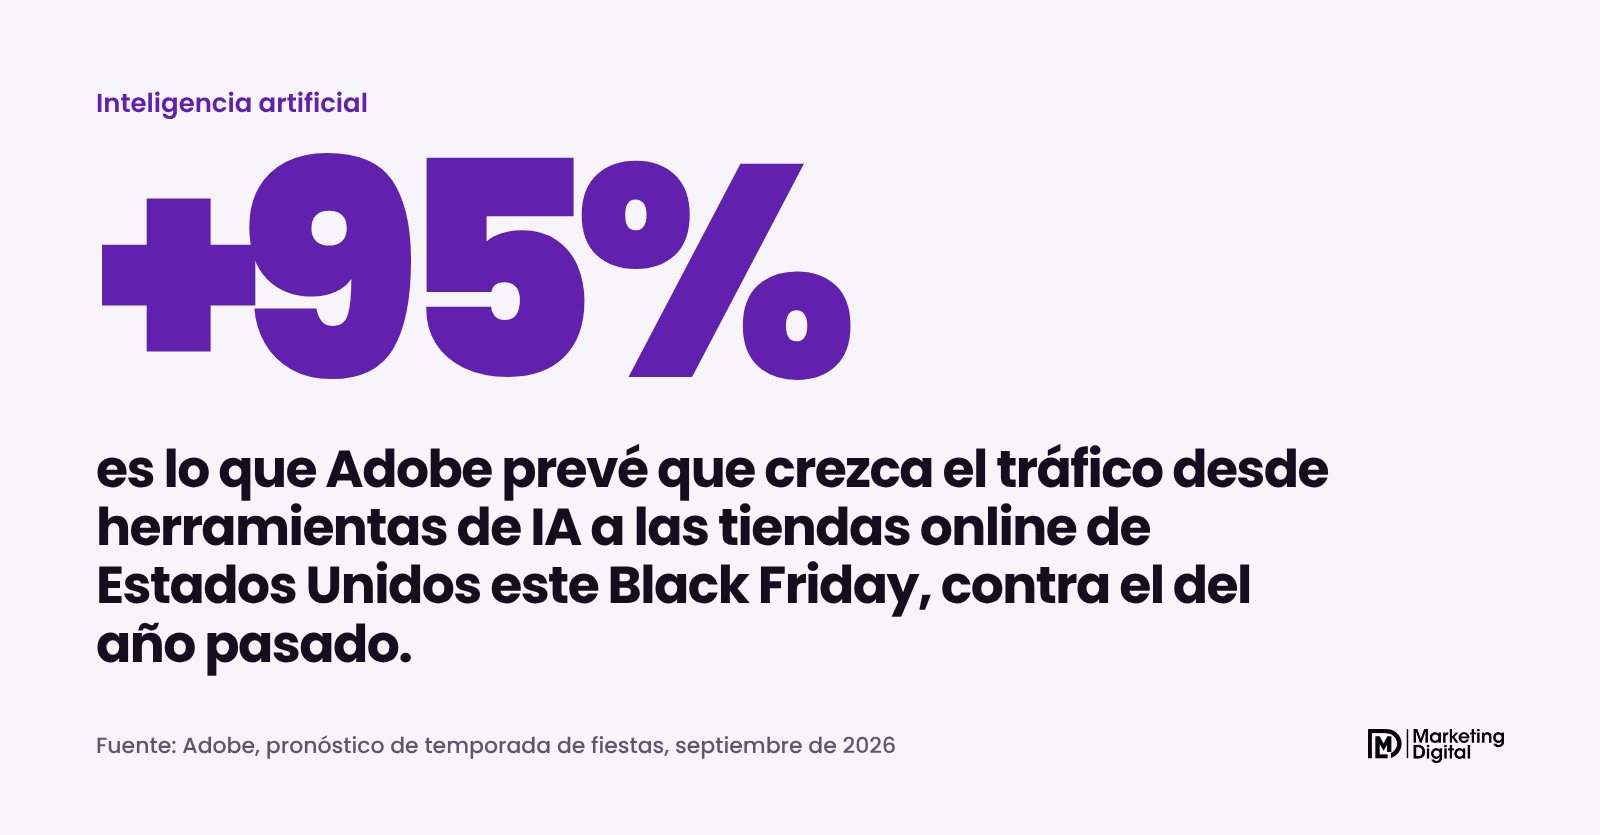 Inteligencia artificial
+95%
es lo que Adobe prevé que crezca el tráfico desde
herramientas de IA a las tiendas online de
Estados Unidos este Black Friday, contra el del
año pasado.
Fuente: Adobe, pronóstico de temporada de fiestas, septiembre de 2026
Marketing
Digital